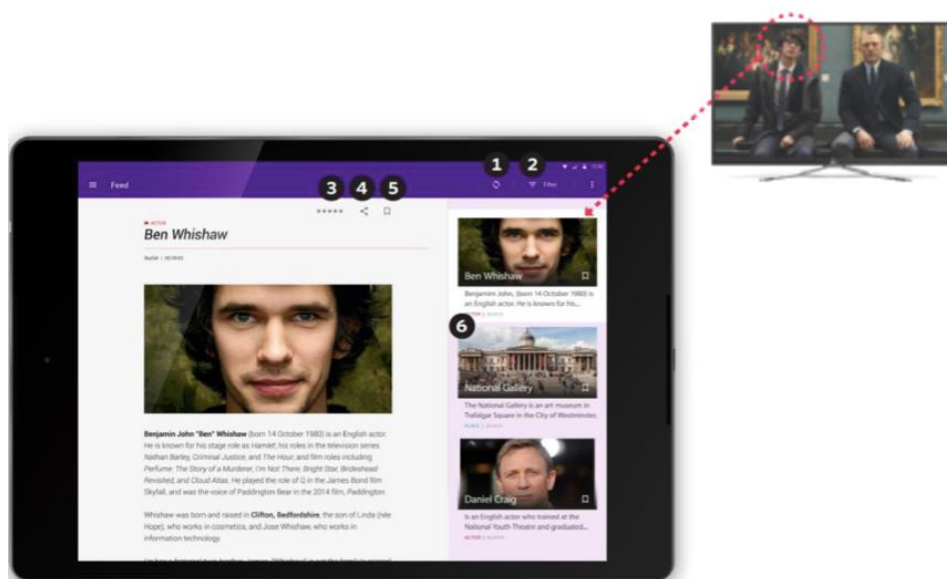 1
2
Feed
Filter
3
4
5
ACTOR
Ben Whishaw
Skyfall | 00:39:05
Benjamin John "Ben" Whishaw (born 14 October 1980) is an English actor.
He is known for his stage role as Hamlet, his roles in the television series
Nathan Barley, Criminal Justice, and The Hour, and film roles including
Perfume: The Story of a Murderer, I'm Not There, Bright Star, Brideshead
Revisited, and Cloud Atlas. He played the role of Q in the James Bond film
Skyfall, and was the voice of Paddington Bear in the 2014 film, Paddington.
Whishaw was born and raised in Clifton, Bedfordshire, the son of Linda (née
Hope), who works in cosmetics, and Jose Whishaw, who works in
information technology.
Ben Whishaw
Benjamim John, (born 14 October 1980) is
an English actor. He is known for his...
ACTOR
6
National Gallery
The National Gallery is an art museum in
Trafalgar Square in the City of Westminster.
PLACE
Daniel Craig
Is an English actor who trained at the
National Youth Theatre and graduated...
ACTOR